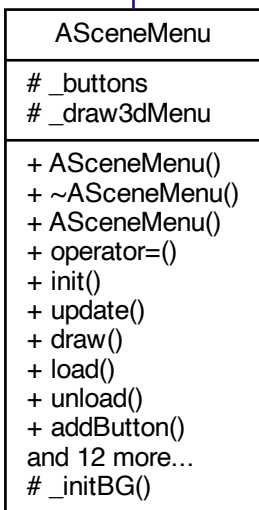 ASceneMenu
# _buttons
# _draw3dMenu
+ ASceneMenu()
+ ~ASceneMenu()
+ ASceneMenu()
+ operator=()
+ init()
+ update()
+ draw()
+ load()
+ unload()
+ addButton()
and 12 more...
# _initBG()